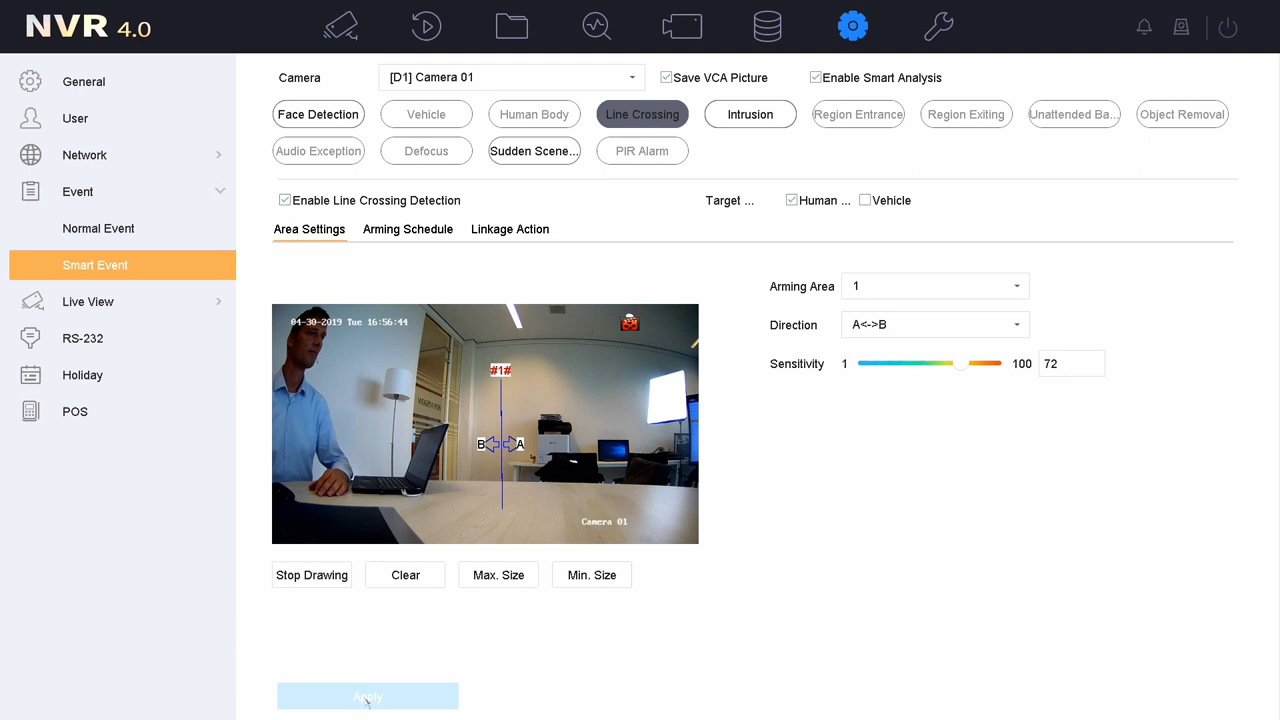 NVR 4.0
General
User
Network
Event
Normal Event
Smart Event
Live View
RS-232
Holiday
POS
Camera [D1] Camera 01 Save VCA Picture Enable Smart Analysis
Face Detection Vehicle Human Body Line Crossing Intrusion Region Entrance Region Exiting Unattended Ba... Object Removal
Audio Exception Defocus Sudden Scene... PIR Alarm
Enable Line Crossing Detection Target ... Human ... Vehicle
Area Settings Arming Schedule Linkage Action
04-30-2019 Tue 16:56:44
#1#
B A
Camera 01
Arming Area 1
Direction A<->B
Sensitivity 1 100 72
Stop Drawing Clear Max. Size Min. Size
Apply